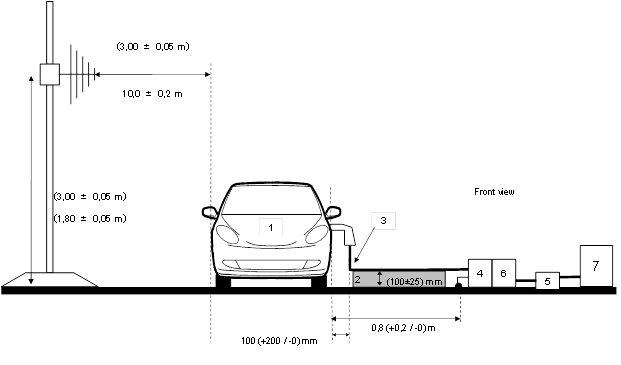 (3,00 ± 0,05 m)
10,0 ± 0,2 m
(3,00 ± 0,05 m)
(1,80 ± 0,05 m)
Front view
1
3
2
(100±25) mm
4
6
5
7
0,8 (+0,2 /-0) m
100 (+200 /-0) mm